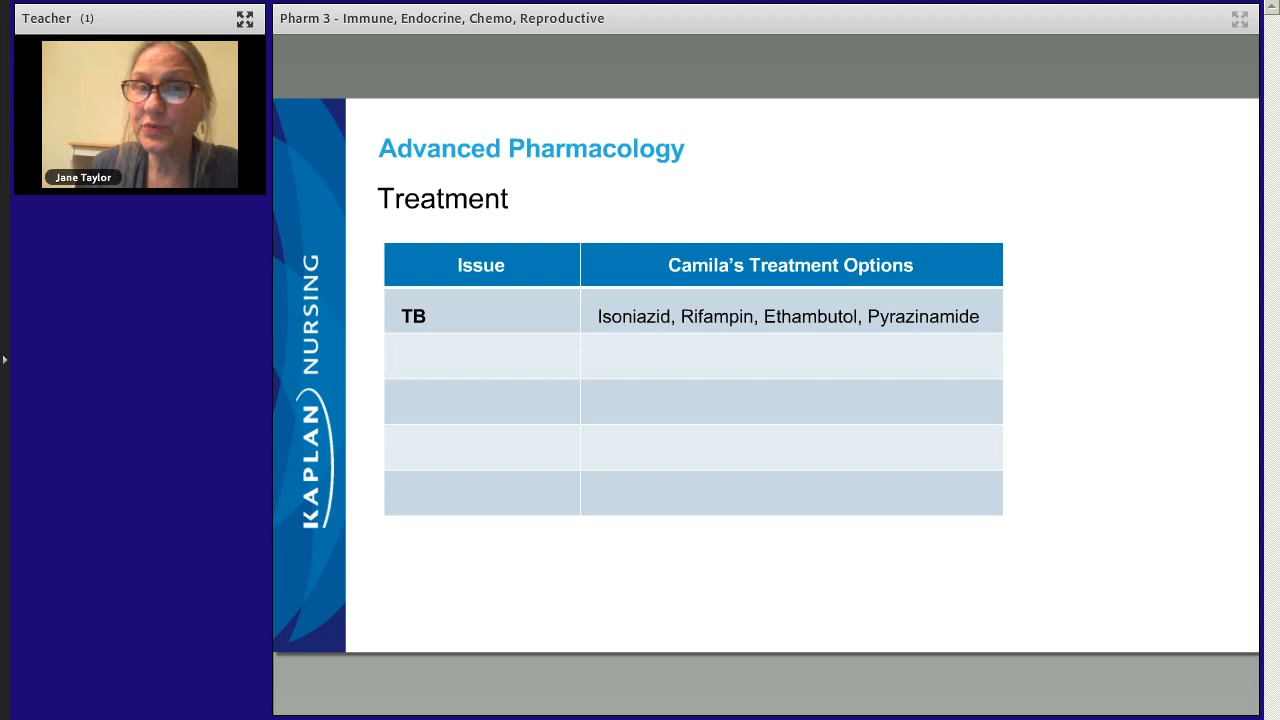 Teacher (1)
Pharm 3 - Immune, Endocrine, Chemo, Reproductive
Jane Taylor
KAPLAN NURSING
Advanced Pharmacology
Treatment
Issue Camila's Treatment Options
TB Isoniazid, Rifampin, Ethambutol, Pyrazinamide